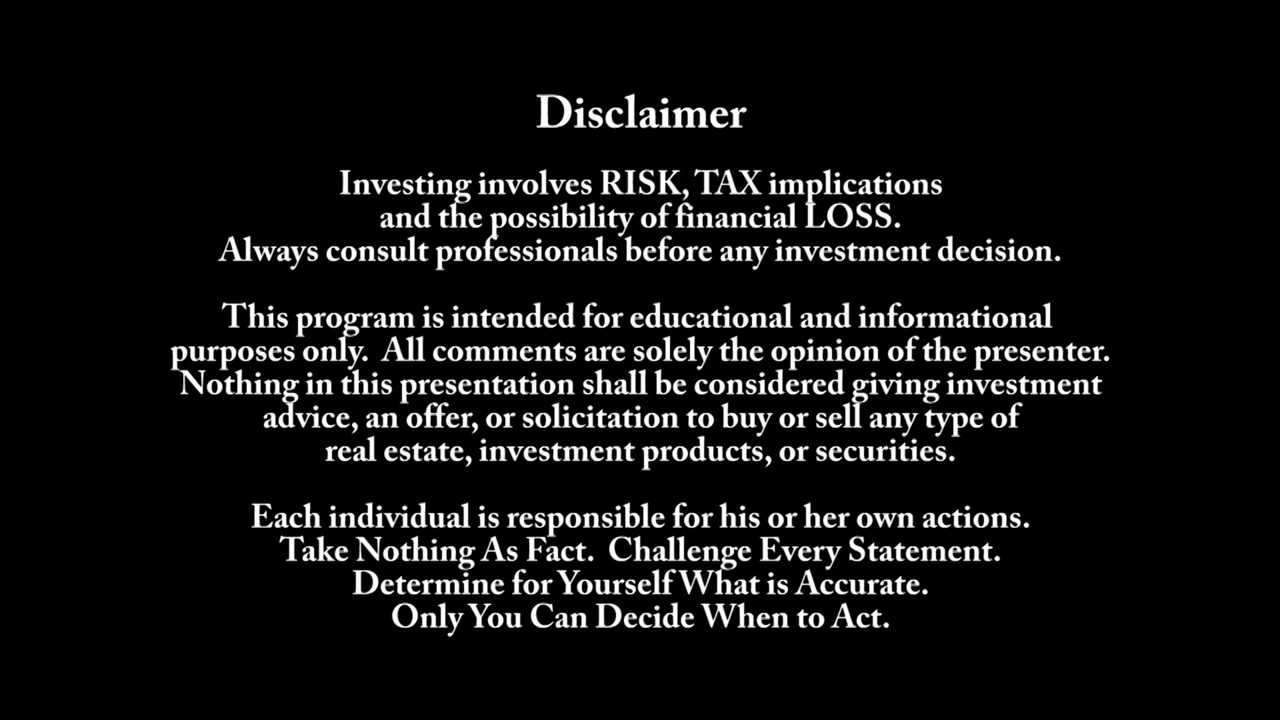 Disclaimer
Investing involves RISK, TAX implications
and the possibility of financial LOSS.
Always consult professionals before any investment decision.
This program is intended for educational and informational
purposes only.  All comments are solely the opinion of the presenter.
Nothing in this presentation shall be considered giving investment
advice, an offer, or solicitation to buy or sell any type of
real estate, investment products, or securities.
Each individual is responsible for his or her own actions.
Take Nothing As Fact.  Challenge Every Statement.
Determine for Yourself What is Accurate.
Only You Can Decide When to Act.